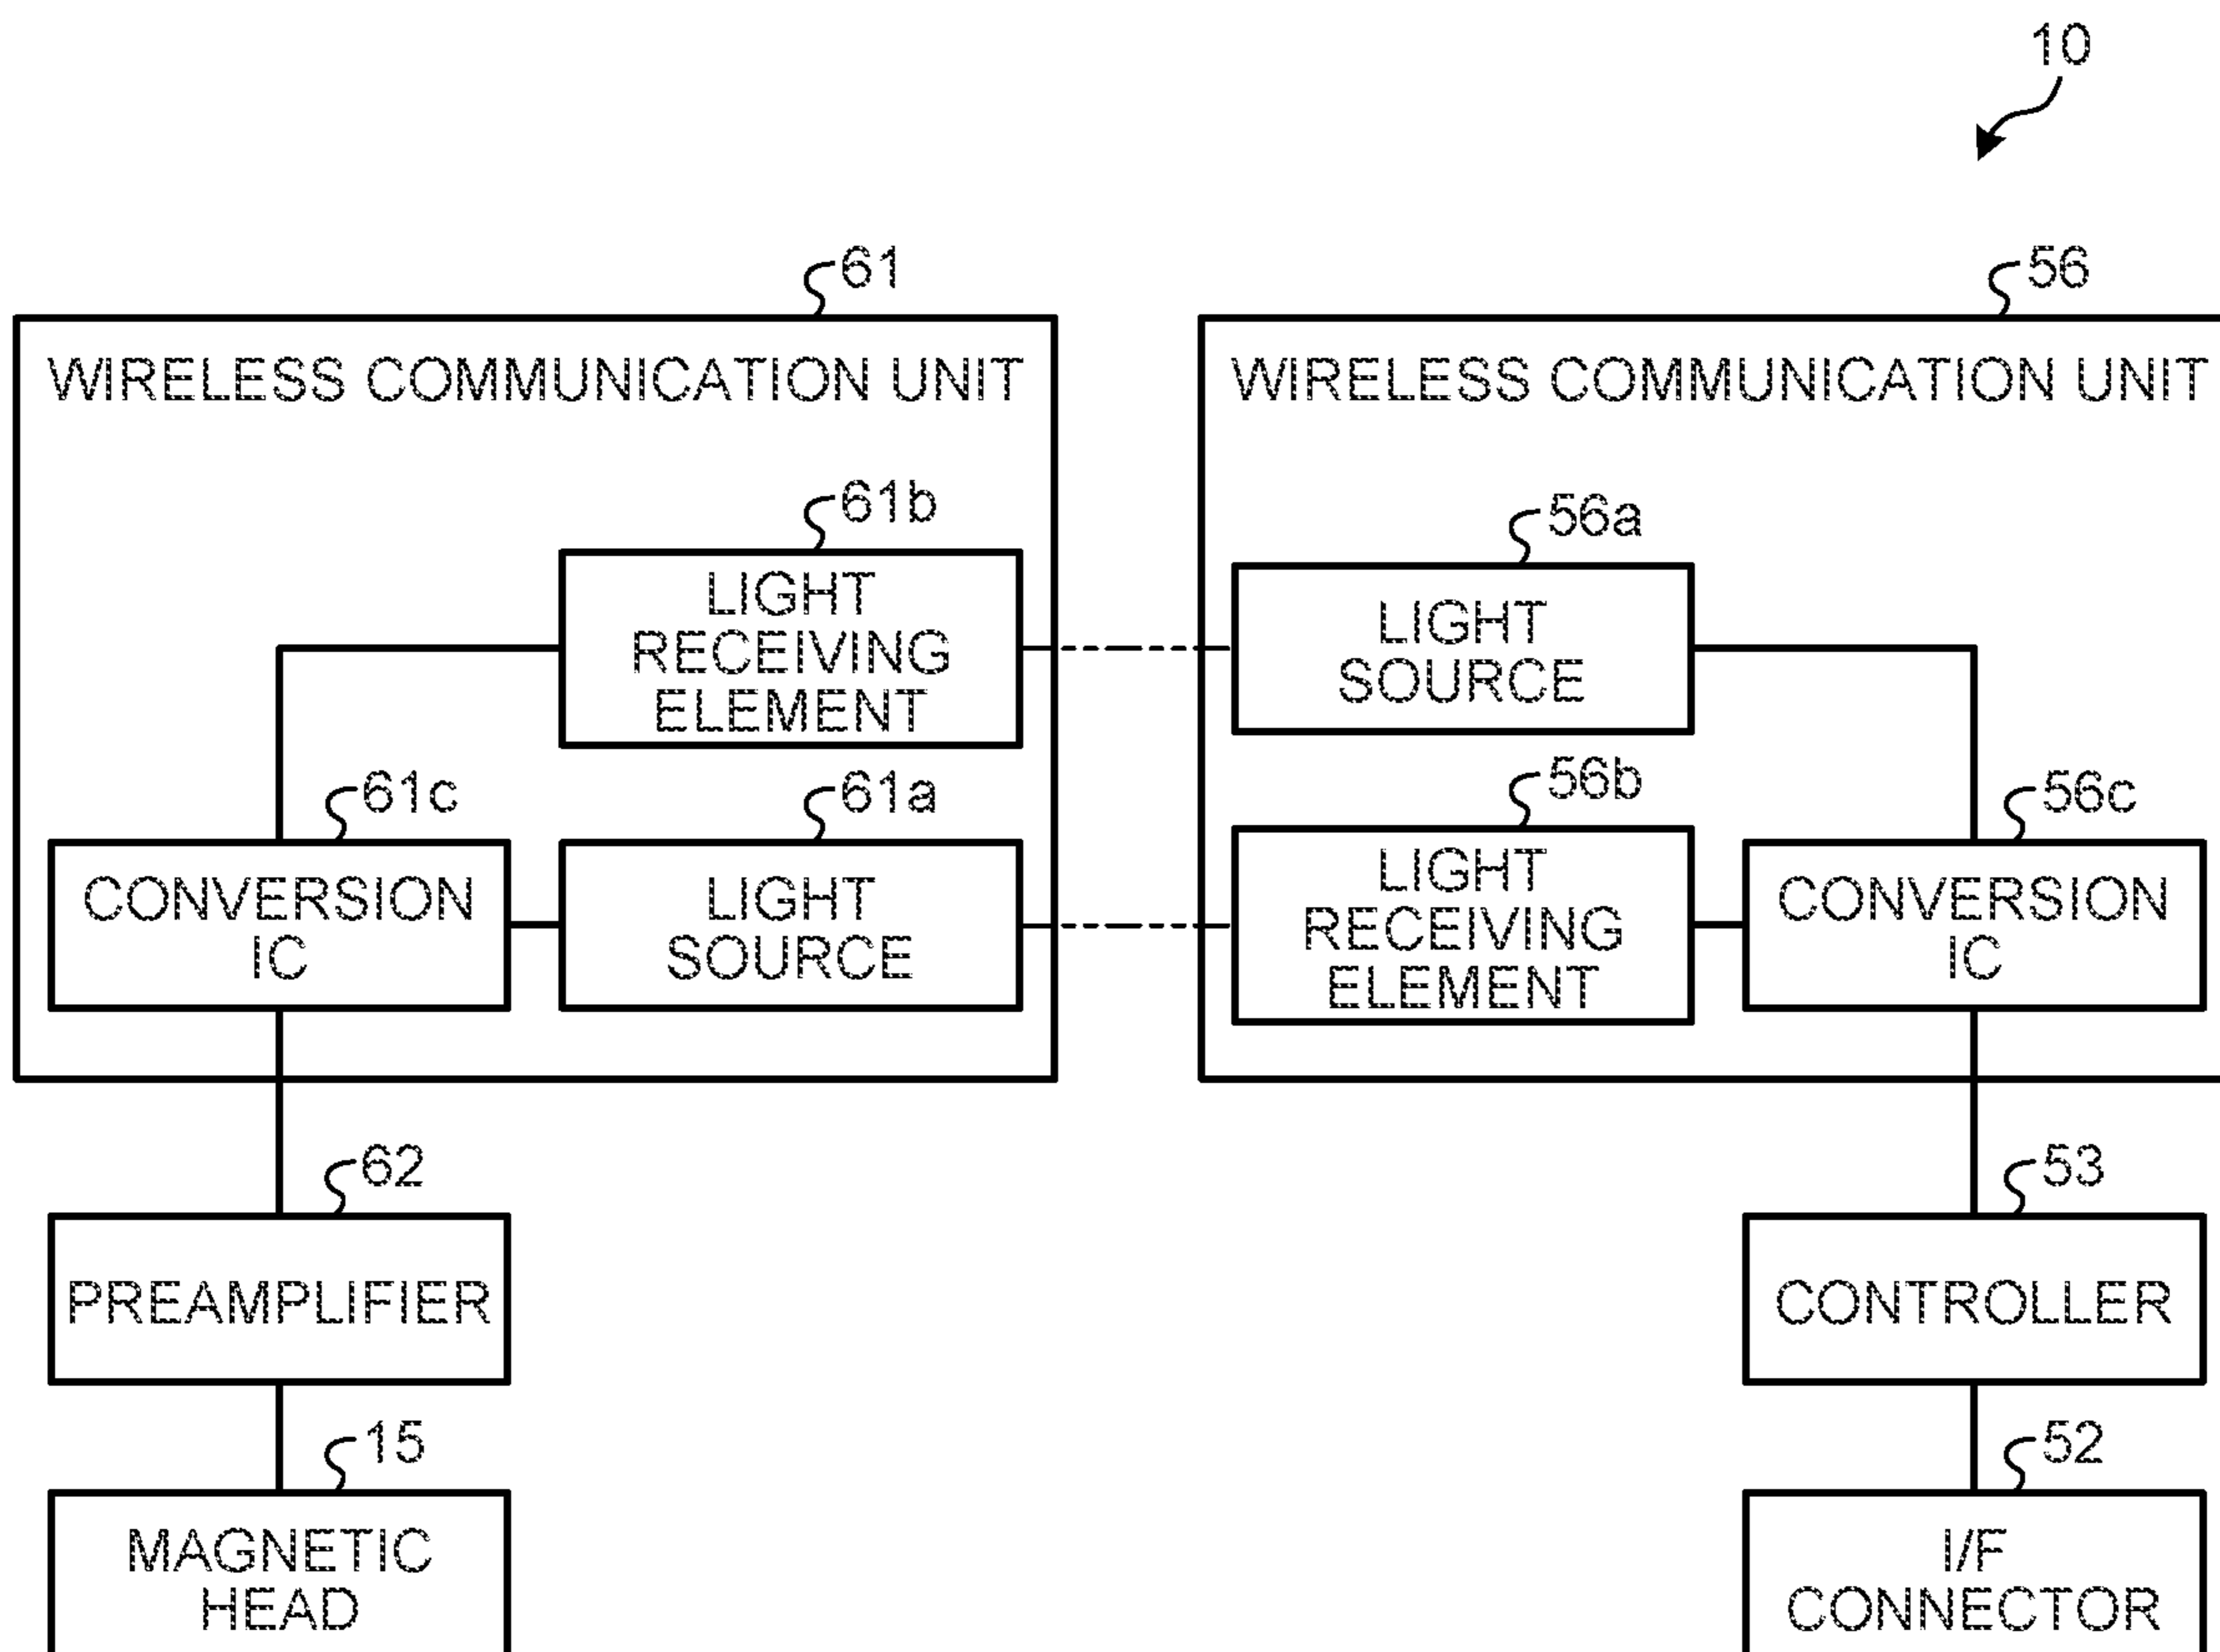 10
61
56
WIRELESS COMMUNICATION UNIT
WIRELESS COMMUNICATION UNIT
61b
56a
LIGHT
RECEIVING
ELEMENT
LIGHT
SOURCE
61c
61a
56b
56c
CONVERSION
IC
LIGHT
SOURCE
LIGHT
RECEIVING
ELEMENT
CONVERSION
IC
62
53
PREAMPLIFIER
CONTROLLER
15
52
MAGNETIC
HEAD
I/F
CONNECTOR